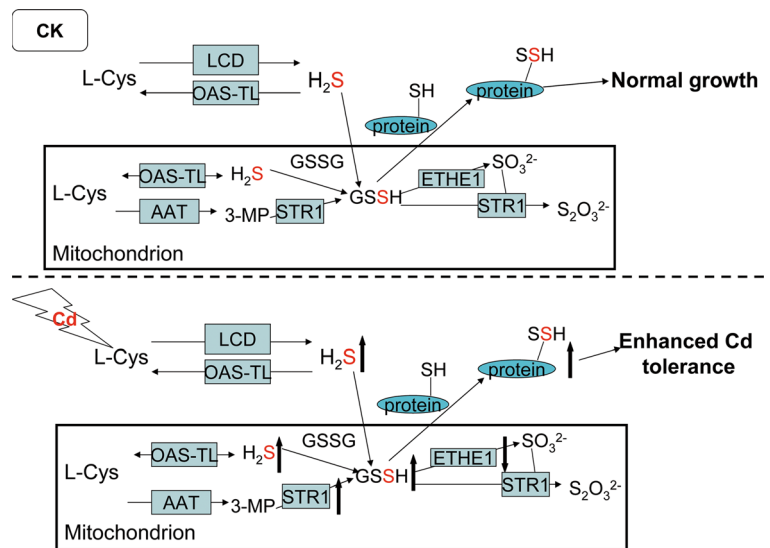 CK
LCD
L-Cys
OAS-TL
H2S
SH
protein
SSH
protein
Normal growth
GSSG
L-Cys
OAS-TL
H2S
AAT
3-MP
STR1
GSSH
ETHE1
SO3²⁻
STR1
S2O3²⁻
Mitochondrion
Cd
L-Cys
LCD
OAS-TL
H2S
SH
protein
SSH
protein
Enhanced Cd
tolerance
GSSG
L-Cys
OAS-TL
H2S
AAT
3-MP
STR1
GSSH
ETHE1
SO3²⁻
STR1
S2O3²⁻
Mitochondrion